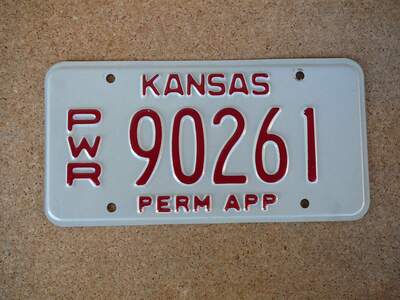 KANSAS
PWR 90261
PERM APP